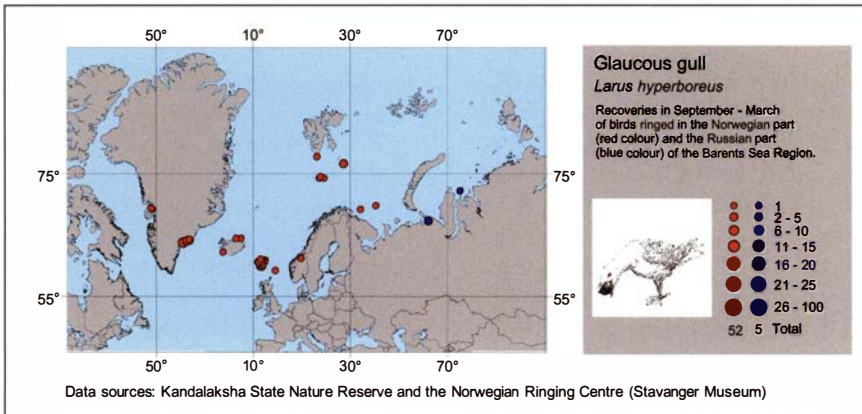 50° 10° 30° 70°
75° 75°
55° 55°
50° 10° 30° 70°
Glaucous gull
Larus hyperboreus
Recoveries in September - March
of birds ringed in the Norwegian part
(red colour) and the Russian part
(blue colour) of the Barents Sea Region.
1
2 - 5
6 - 10
11 - 15
16 - 20
21 - 25
26 - 100
52 5 Total
Data sources: Kandalaksha State Nature Reserve and the Norwegian Ringing Centre (Stavanger Museum)